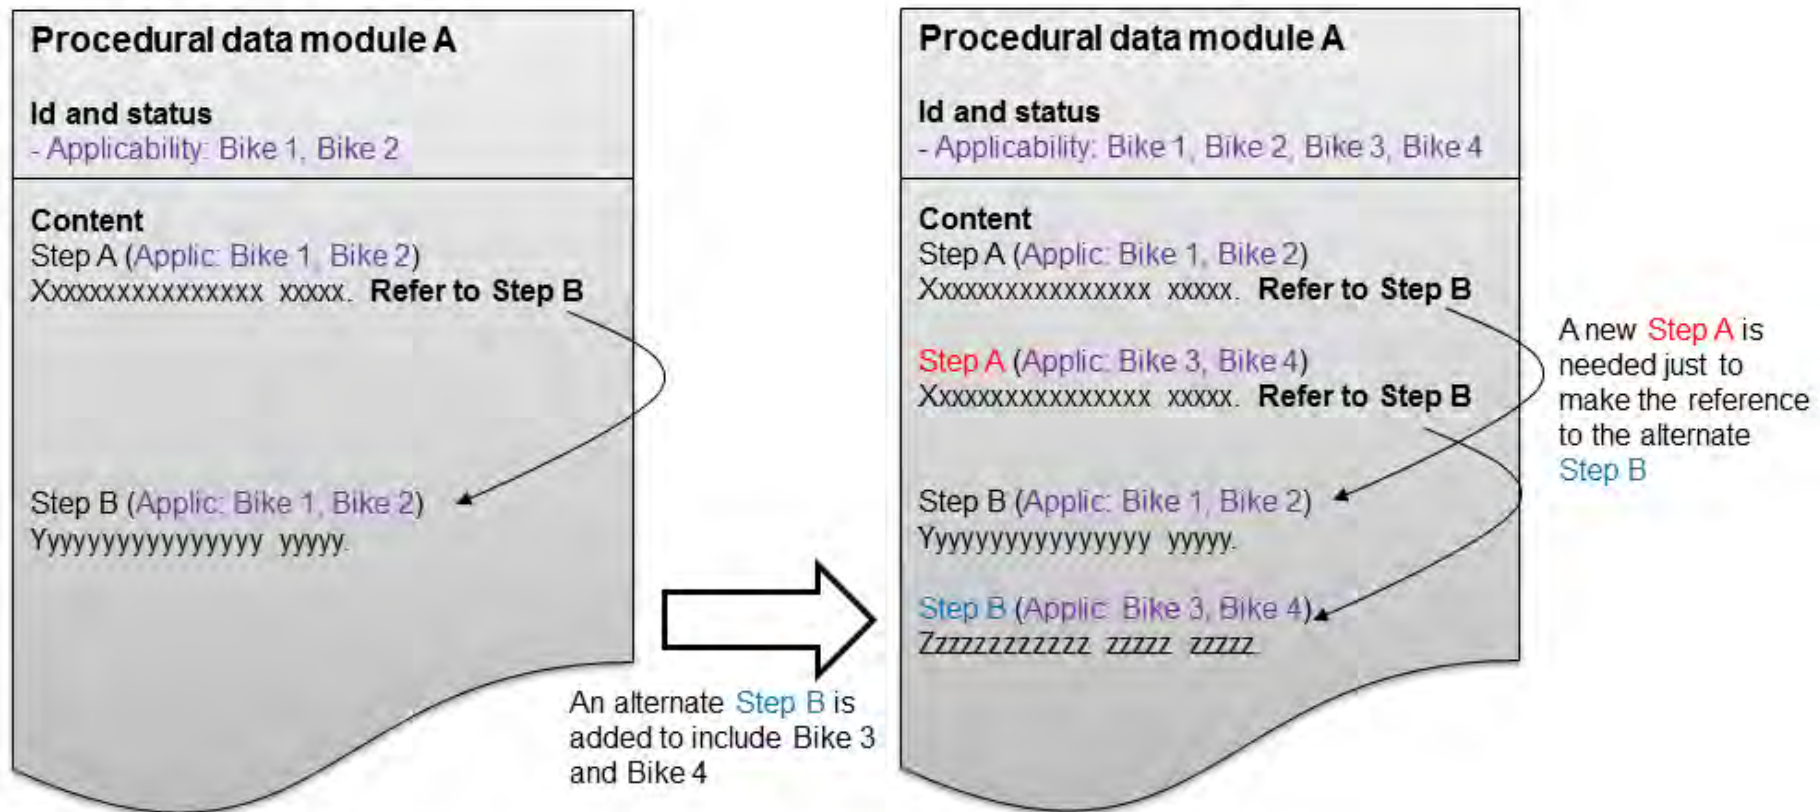 Procedural data module A
Id and status
- Applicability: Bike 1, Bike 2
Content
Step A (Applic: Bike 1, Bike 2)
Xxxxxxxxxxxxxxxx xxxxx. Refer to Step B
Step B (Applic: Bike 1, Bike 2)
Yyyyyyyyyyyyyyyy yyyyy.
An alternate Step B is
added to include Bike 3
and Bike 4
Procedural data module A
Id and status
- Applicability: Bike 1, Bike 2, Bike 3, Bike 4
Content
Step A (Applic: Bike 1, Bike 2)
Xxxxxxxxxxxxxxxx xxxxx. Refer to Step B
Step A (Applic: Bike 3, Bike 4)
Xxxxxxxxxxxxxxxx xxxxx. Refer to Step B
Step B (Applic: Bike 1, Bike 2)
Yyyyyyyyyyyyyyyy yyyyy.
Step B (Applic: Bike 3, Bike 4)
Zzzzzzzzzzzz zzzzz zzzzz.
A new Step A is
needed just to
make the reference
to the alternate
Step B